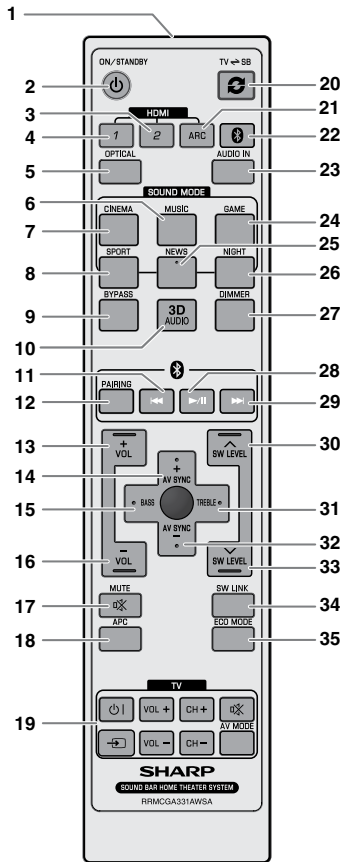 1
ON/STANDBY
TV ⇌ SB
2
20
HDMI
3
21
1
2
ARC
4
22
OPTICAL
AUDIO IN
5
23
SOUND MODE
6
CINEMA
MUSIC
GAME
7
24
SPORT
NEWS
NIGHT
25
8
26
BYPASS
DIMMER
9
3D
AUDIO
27
10
11
28
PAIRING
12
29
13
+
VOL
SW LEVEL
30
14
+
AV SYNC
15
BASS
TREBLE
31
AV SYNC
−
32
16
−
VOL
SW LEVEL
33
MUTE
SW LINK
17
34
APC
ECO MODE
18
35
TV
19
VOL +
CH +
AV MODE
VOL −
CH −
SHARP
SOUND BAR HOME THEATER SYSTEM
RRMCGA331AWSA